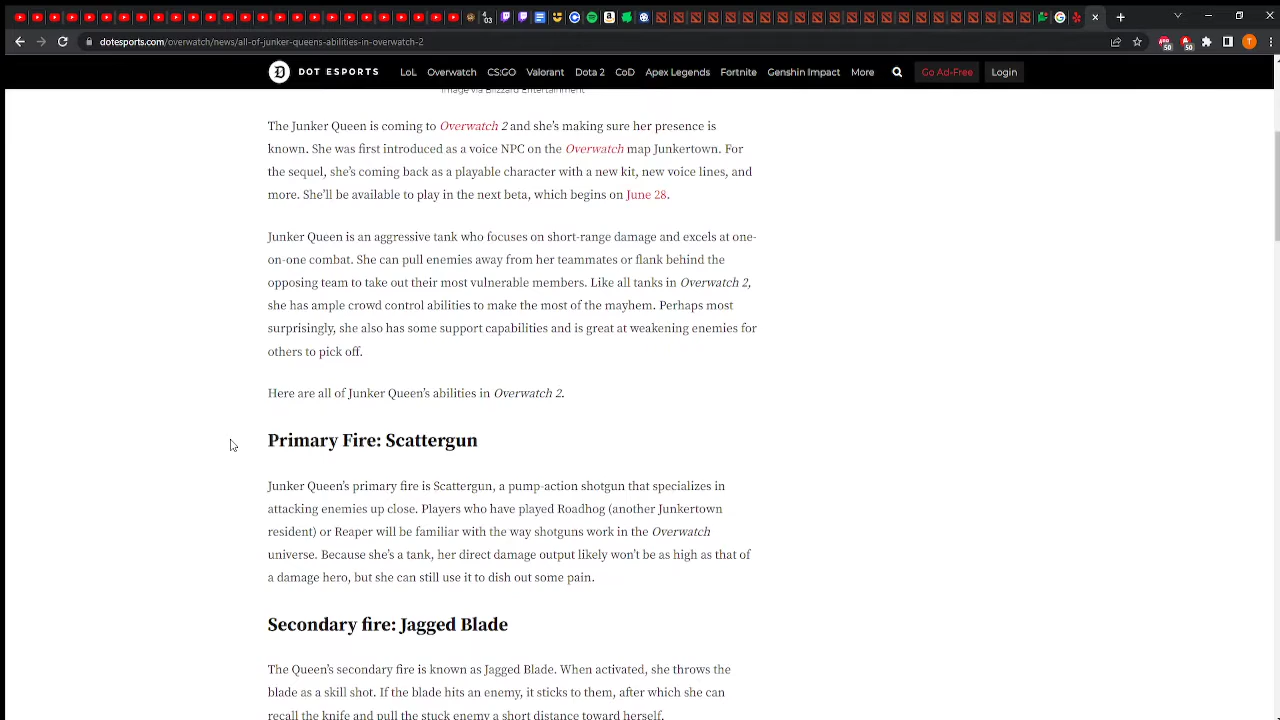 03
dotesports.com/overwatch/news/all-of-junker-queens-abilities-in-overwatch-2
50
50
T
DOT ESPORTS
LoL Overwatch CS:GO Valorant Dota 2 CoD Apex Legends Fortnite Genshin Impact More Go Ad-Free Login
Image via Blizzard Entertainment
The Junker Queen is coming to Overwatch 2 and she's making sure her presence is
known. She was first introduced as a voice NPC on the Overwatch map Junkertown. For
the sequel, she's coming back as a playable character with a new kit, new voice lines, and
more. She'll be available to play in the next beta, which begins on June 28.
Junker Queen is an aggressive tank who focuses on short-range damage and excels at one-
on-one combat. She can pull enemies away from her teammates or flank behind the
opposing team to take out their most vulnerable members. Like all tanks in Overwatch 2,
she has ample crowd control abilities to make the most of the mayhem. Perhaps most
surprisingly, she also has some support capabilities and is great at weakening enemies for
others to pick off.
Here are all of Junker Queen's abilities in Overwatch 2.
Primary Fire: Scattergun
Junker Queen's primary fire is Scattergun, a pump-action shotgun that specializes in
attacking enemies up close. Players who have played Roadhog (another Junkertown
resident) or Reaper will be familiar with the way shotguns work in the Overwatch
universe. Because she's a tank, her direct damage output likely won't be as high as that of
a damage hero, but she can still use it to dish out some pain.
Secondary fire: Jagged Blade
The Queen's secondary fire is known as Jagged Blade. When activated, she throws the
blade as a skill shot. If the blade hits an enemy, it sticks to them, after which she can
recall the knife and pull the stuck enemy a short distance toward herself.